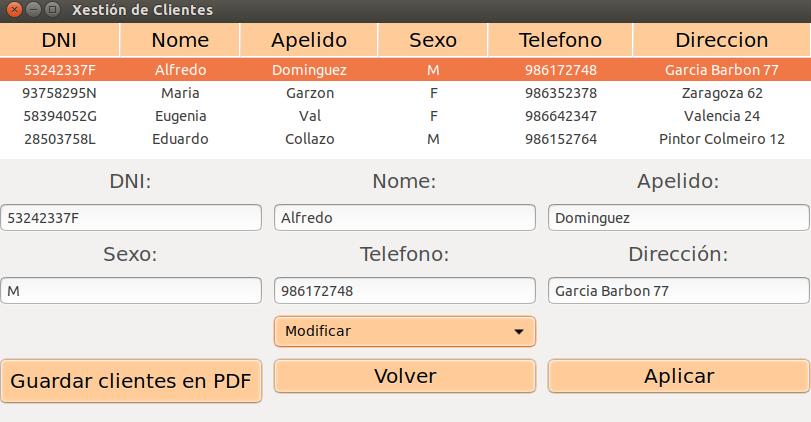 Xestión de Clientes
DNI Nome Apelido Sexo Telefono Direccion
53242337F Alfredo Dominguez M 986172748 Garcia Barbon 77
93758295N Maria Garzon F 986352378 Zaragoza 62
58394052G Eugenia Val F 986642347 Valencia 24
28503758L Eduardo Collazo M 986152764 Pintor Colmeiro 12
DNI: Nome: Apelido:
53242337F Alfredo Dominguez
Sexo: Telefono: Dirección:
M 986172748 Garcia Barbon 77
Modificar
Guardar clientes en PDF Volver Aplicar